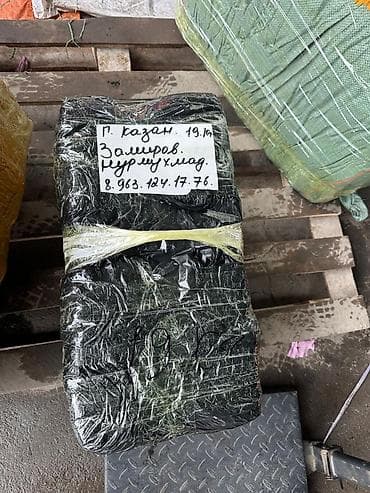 г. Казан. 19.10
Замиров.
Нурмухмад.
8.963.124.17.76.